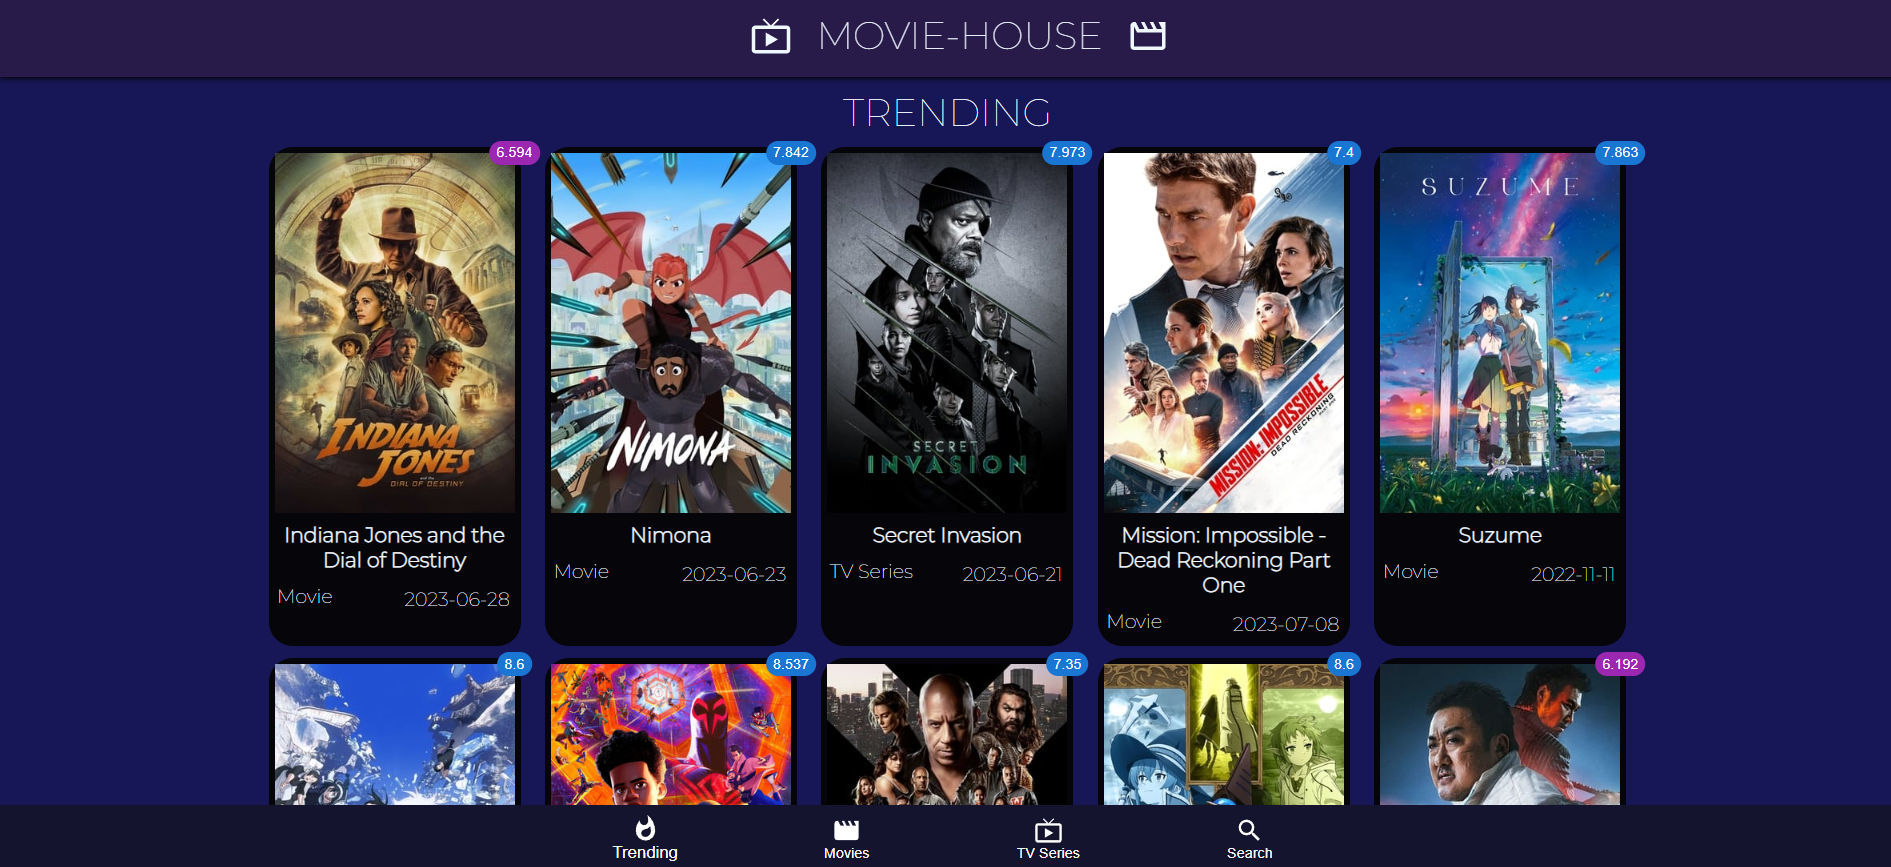 MOVIE-HOUSE
TRENDING
6.594
7.842
7.973
7.4
7.863
INDIANA
JONES
and the
DIAL OF DESTINY
NIMONA
SECRET
INVASION
MISSION: IMPOSSIBLE
DEAD RECKONING
PART ONE
SUZUME
Indiana Jones and the
Dial of Destiny
Movie
2023-06-28
Nimona
Movie
2023-06-23
Secret Invasion
TV Series
2023-06-21
Mission: Impossible -
Dead Reckoning Part
One
Movie
2023-07-08
Suzume
Movie
2022-11-11
8.6
8.537
7.35
8.6
6.192
Trending
Movies
TV Series
Search